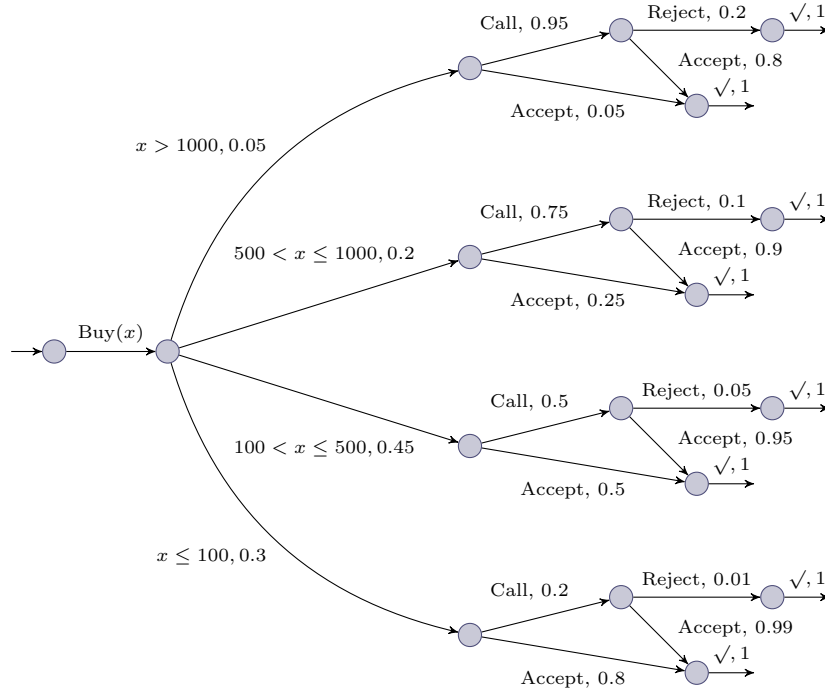 Call, 0.95
Reject, 0.2
√, 1
Accept, 0.8
√, 1
Accept, 0.05
x > 1000, 0.05
Call, 0.75
Reject, 0.1
√, 1
500 < x ≤ 1000, 0.2
Accept, 0.9
√, 1
Accept, 0.25
Buy(x)
Call, 0.5
Reject, 0.05
√, 1
100 < x ≤ 500, 0.45
Accept, 0.95
√, 1
Accept, 0.5
x ≤ 100, 0.3
Call, 0.2
Reject, 0.01
√, 1
Accept, 0.99
√, 1
Accept, 0.8